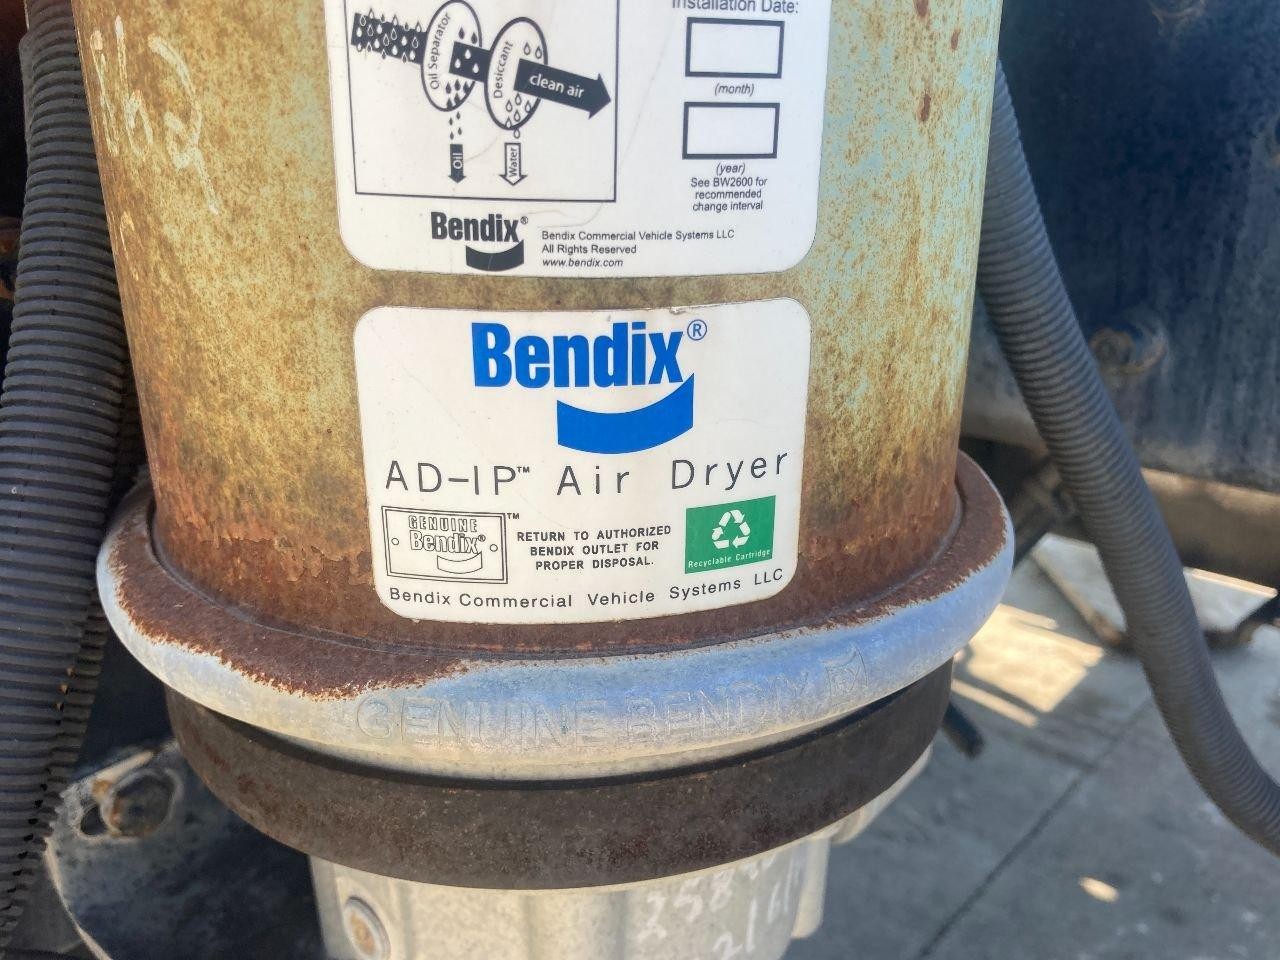 Installation Date:
Oil Separator
Desiccant
clean air
(month)
Oil
Water
(year)
See BW2600 for
recommended
change interval
Bendix®
Bendix Commercial Vehicle Systems LLC
All Rights Reserved
www.bendix.com
Bendix®
AD-IP™ Air Dryer
GENUINE
Bendix®
™
RETURN TO AUTHORIZED
BENDIX OUTLET FOR
PROPER DISPOSAL.
Recyclable Cartridge
Bendix Commercial Vehicle Systems LLC
GENUINE BENDIX